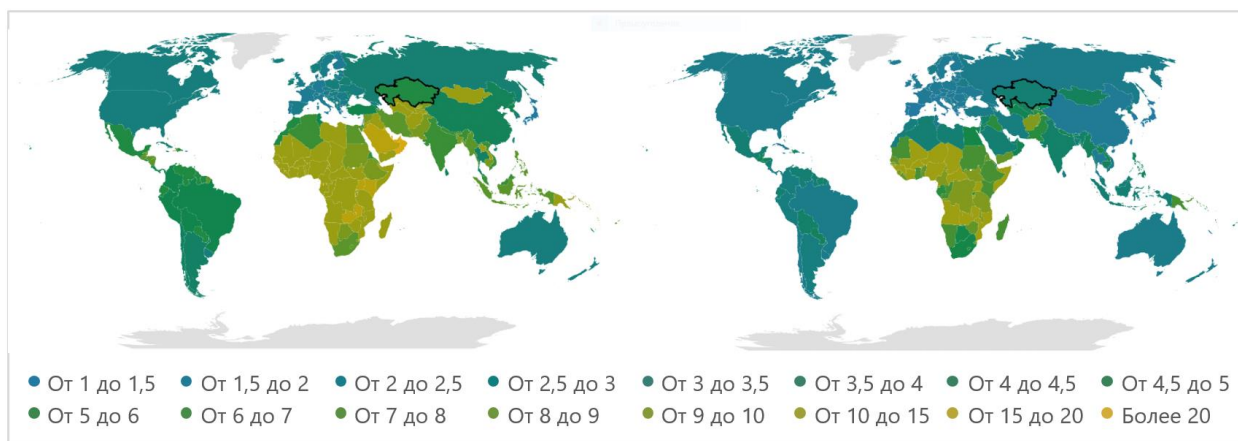 От 1 до 1,5 От 1,5 до 2 От 2 до 2,5 От 2,5 до 3 От 3 до 3,5 От 3,5 до 4 От 4 до 4,5 От 4,5 до 5
От 5 до 6 От 6 до 7 От 7 до 8 От 8 до 9 От 9 до 10 От 10 до 15 От 15 до 20 Более 20